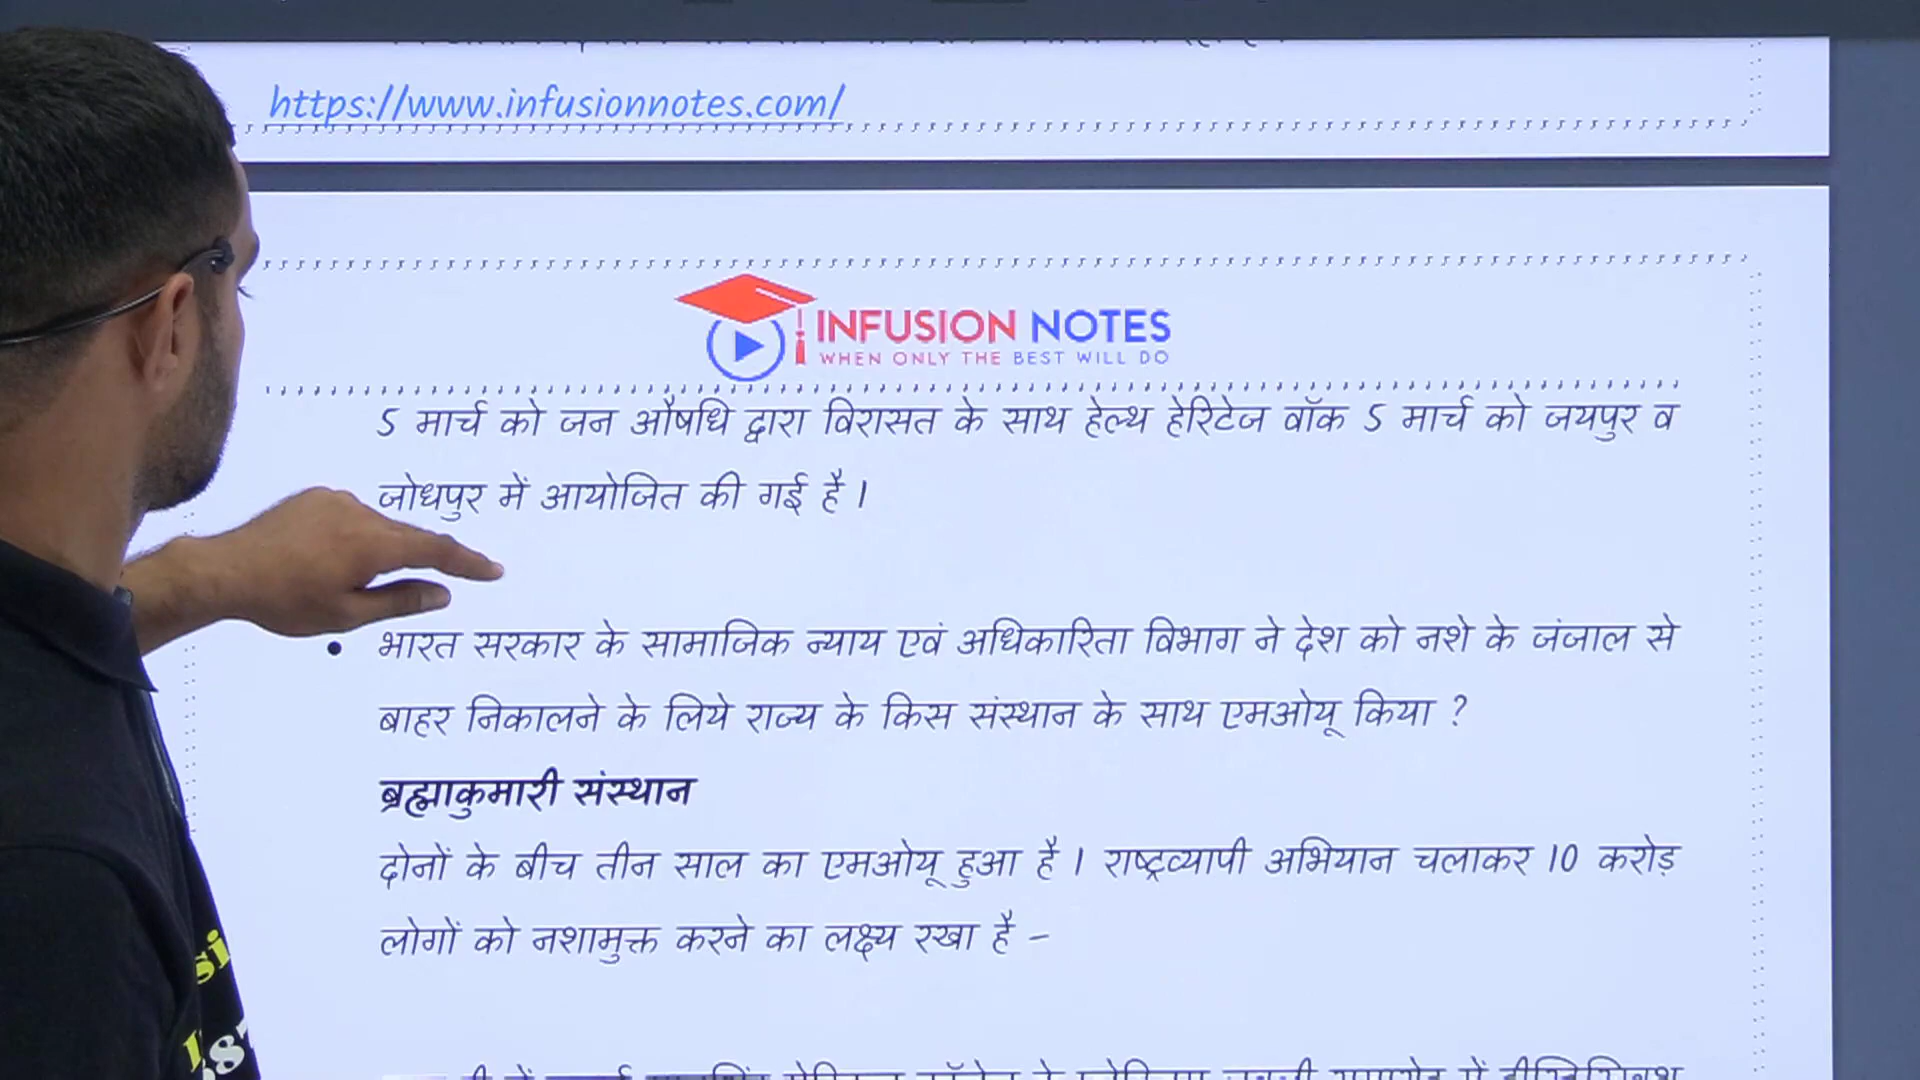 https://www.infusionnotes.com/
INFUSION NOTES
WHEN ONLY THE BEST WILL DO
5 मार्च को जन औषधि द्वारा विरासत के साथ हेल्थ हेरिटेज वॉक 5 मार्च को जयपुर व
जोधपुर में आयोजित की गई है ।
• भारत सरकार के सामाजिक न्याय एवं अधिकारिता विभाग ने देश को नशे के जंजाल से
बाहर निकालने के लिये राज्य के किस संस्थान के साथ एमओयू किया ?
ब्रह्माकुमारी संस्थान
दोनों के बीच तीन साल का एमओयू हुआ है । राष्ट्रव्यापी अभियान चलाकर 10 करोड़
लोगों को नशामुक्त करने का लक्ष्य रखा है -